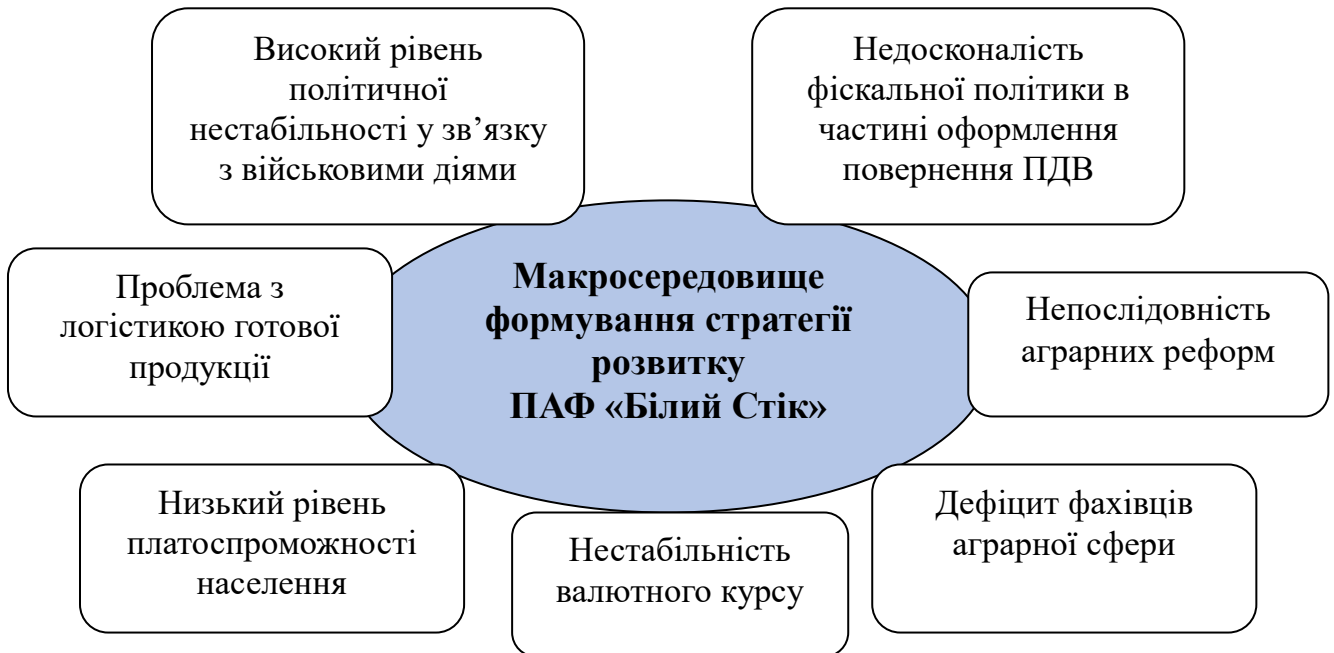 Високий рівень
політичної
нестабільності у зв’язку
з військовими діями
Недосконалість
фіскальної політики в
частині оформлення
повернення ПДВ
Проблема з
логістикою готової
продукції
Макросередовище
формування стратегії
розвитку
ПАФ «Білий Стік»
Непослідовність
аграрних реформ
Низький рівень
платоспроможності
населення
Нестабільність
валютного курсу
Дефіцит фахівців
аграрної сфери